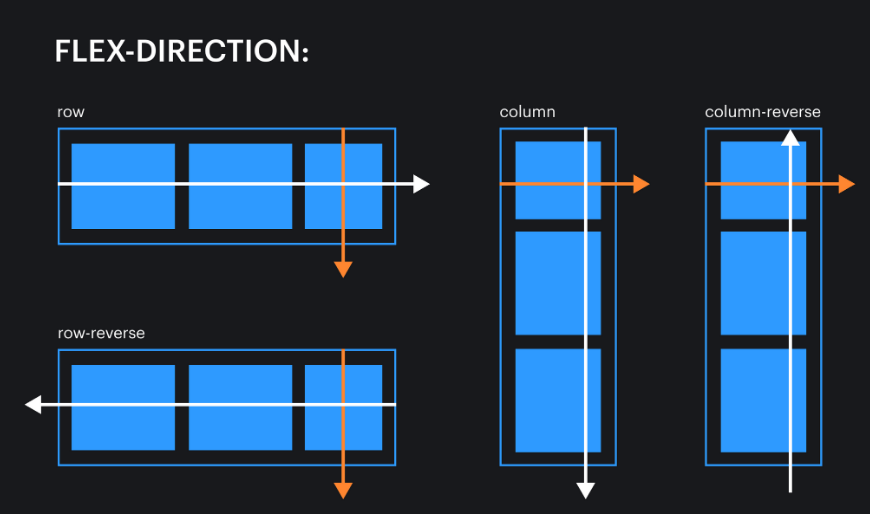 FLEX-DIRECTION:
row
column
column-reverse
row-reverse